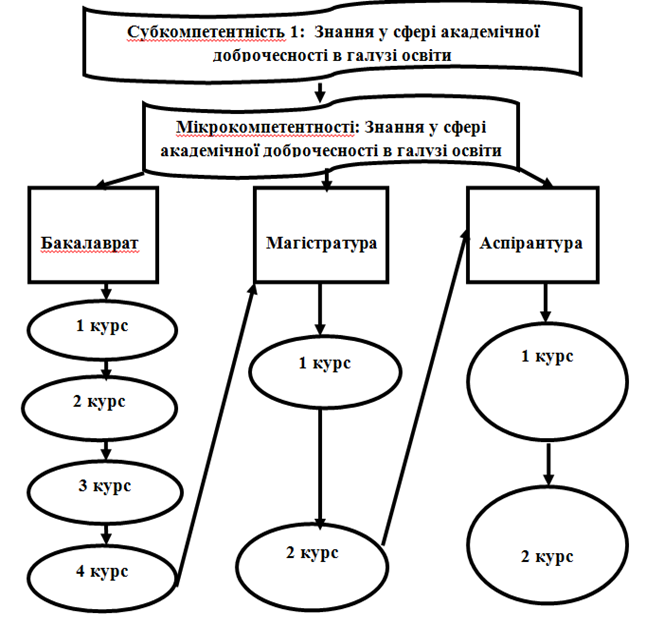 Субкомпетентність 1: Знання у сфері академічної
доброчесності в галузі освіти
Мікрокомпетентності: Знання у сфері
академічної доброчесності в галузі освіти
Бакалаврат
Магістратура
Аспірантура
1 курс
2 курс
3 курс
4 курс
1 курс
2 курс
1 курс
2 курс